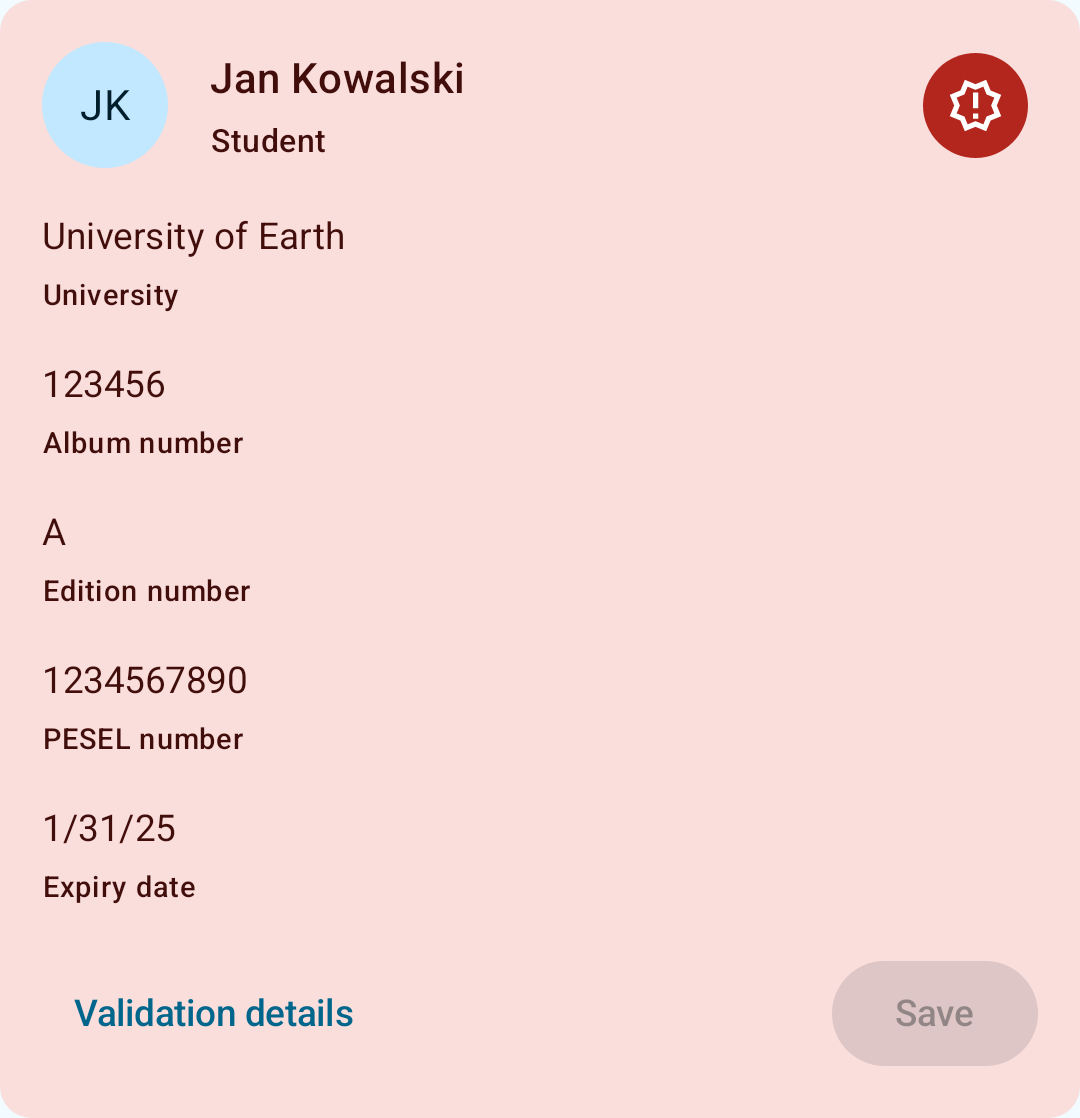 JK
Jan Kowalski
Student
University of Earth
University
123456
Album number
A
Edition number
1234567890
PESEL number
1/31/25
Expiry date
Validation details
Save